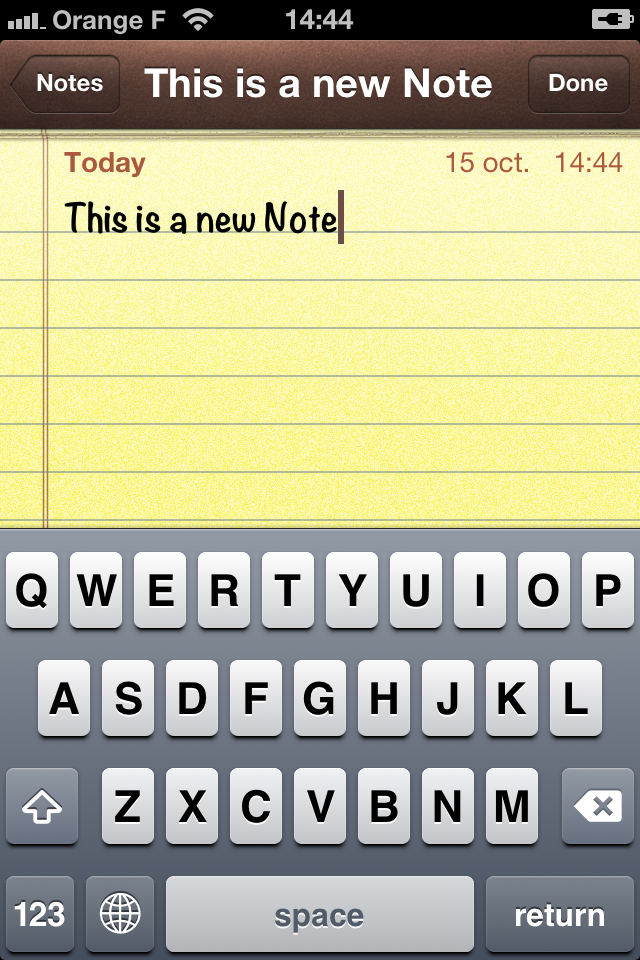 Orange F 14:44
Notes This is a new Note Done
Today 15 oct. 14:44
This is a new Note
Q W E R T Y U I O P
A S D F G H J K L
Z X C V B N M
123 space return